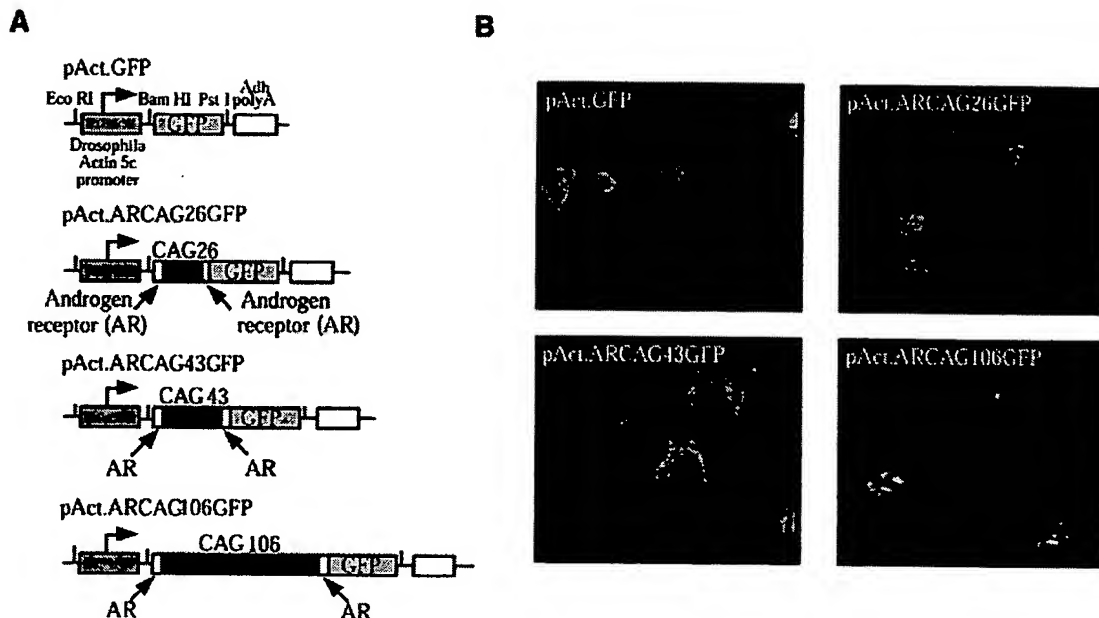 A
pAct.GFP
Eco RI
Bam HI
Pst I
Adh
polyA
GFP
Drosophila
Actin 5c
promoter
pAct.ARCAG26GFP
CAG26
GFP
Androgen
receptor (AR)
Androgen
receptor (AR)
pAct.ARCAG43GFP
CAG 43
GFP
AR
AR
pAct.ARCAG106GFP
CAG 106
GFP
AR
AR
B
pAct.GFP
pAct.ARCAG26GFP
pAct.ARCAG43GFP
pAct.ARCAG106GFP